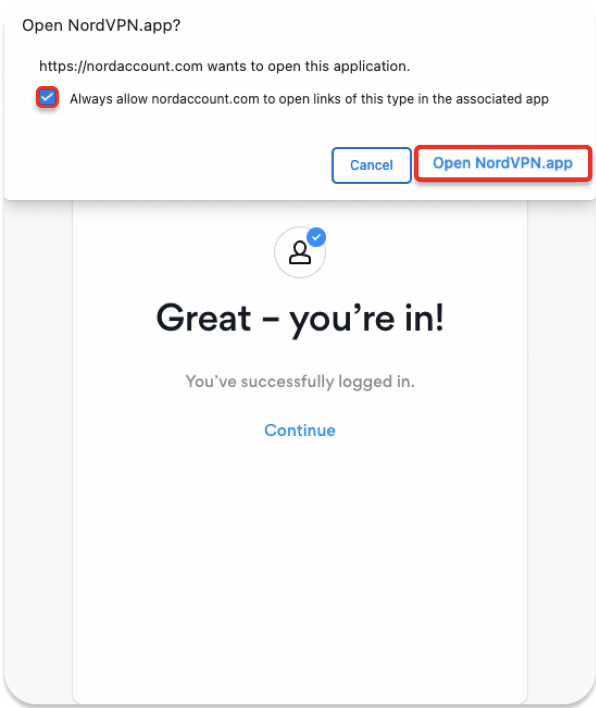 Open NordVPN.app?
https://nordaccount.com wants to open this application.
Always allow nordaccount.com to open links of this type in the associated app
Cancel
Open NordVPN.app
Great – you’re in!
You’ve successfully logged in.
Continue